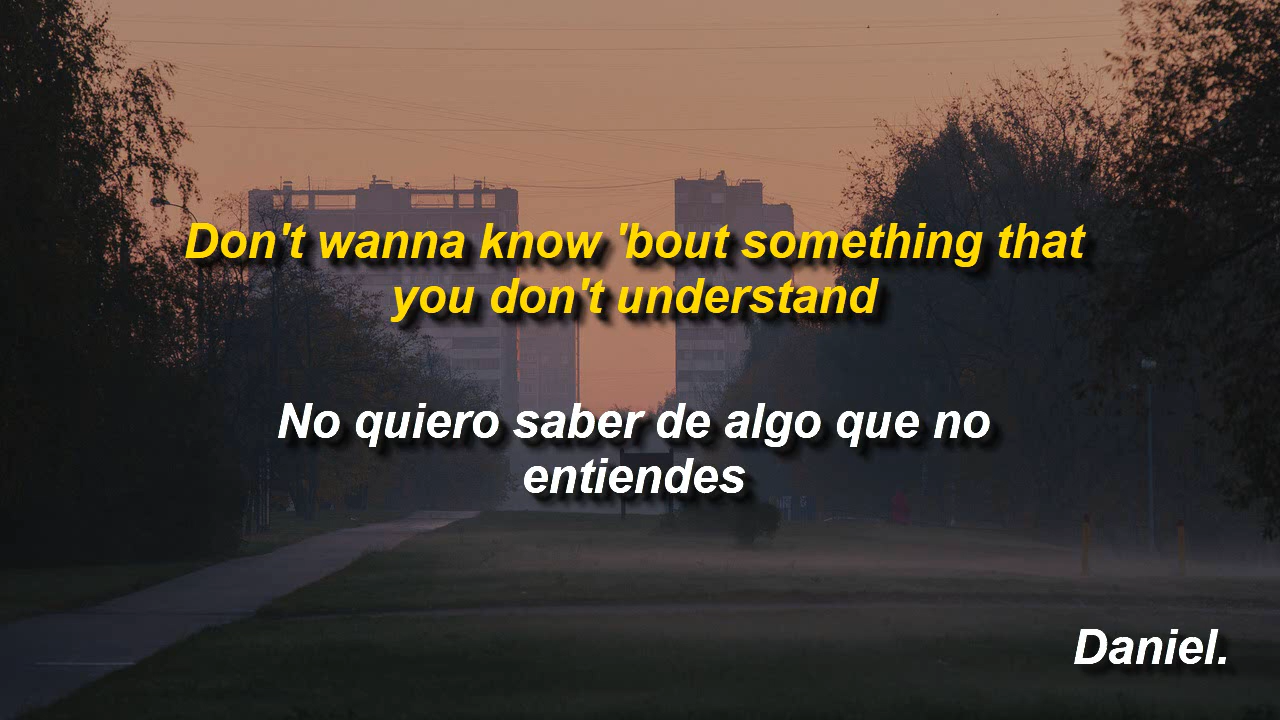 Don't wanna know 'bout something that
you don't understand
No quiero saber de algo que no
entiendes
Daniel.